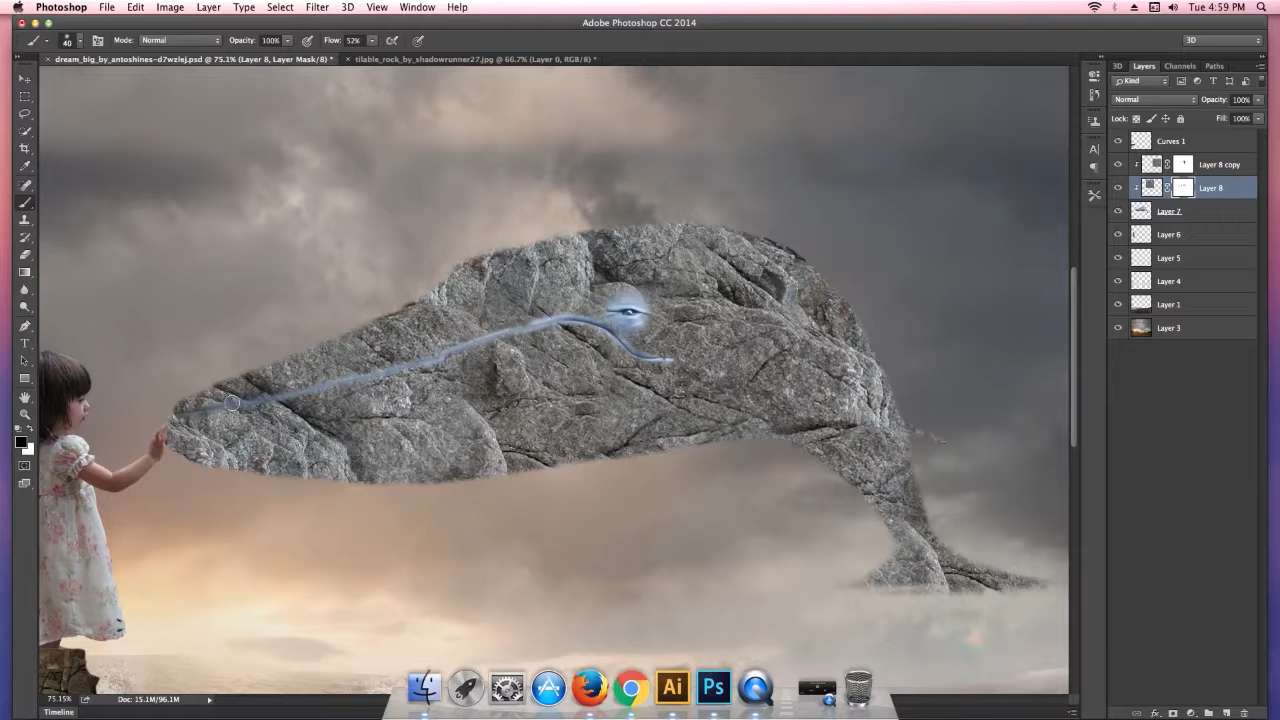 Photoshop File Edit Image Layer Type Select Filter 3D View Window Help
Tue 4:59 PM
Adobe Photoshop CC 2014
40 Mode: Normal Opacity: 100% Flow: 52% 3D
dream_big_by_antoshines-d7wzlej.psd @ 75.1% (Layer 8, Layer Mask/8) * tilable_rock_by_shadowrunner27.jpg @ 66.7% (Layer 0, RGB/8) *
3D Layers Channels Paths
Kind
Normal Opacity: 100%
Lock: Fill: 100%
Curves 1
Layer 8 copy
Layer 8
Layer 7
Layer 6
Layer 5
Layer 4
Layer 1
Layer 3
Ai Ps
75.15% Doc: 15.1M/96.1M
Timeline